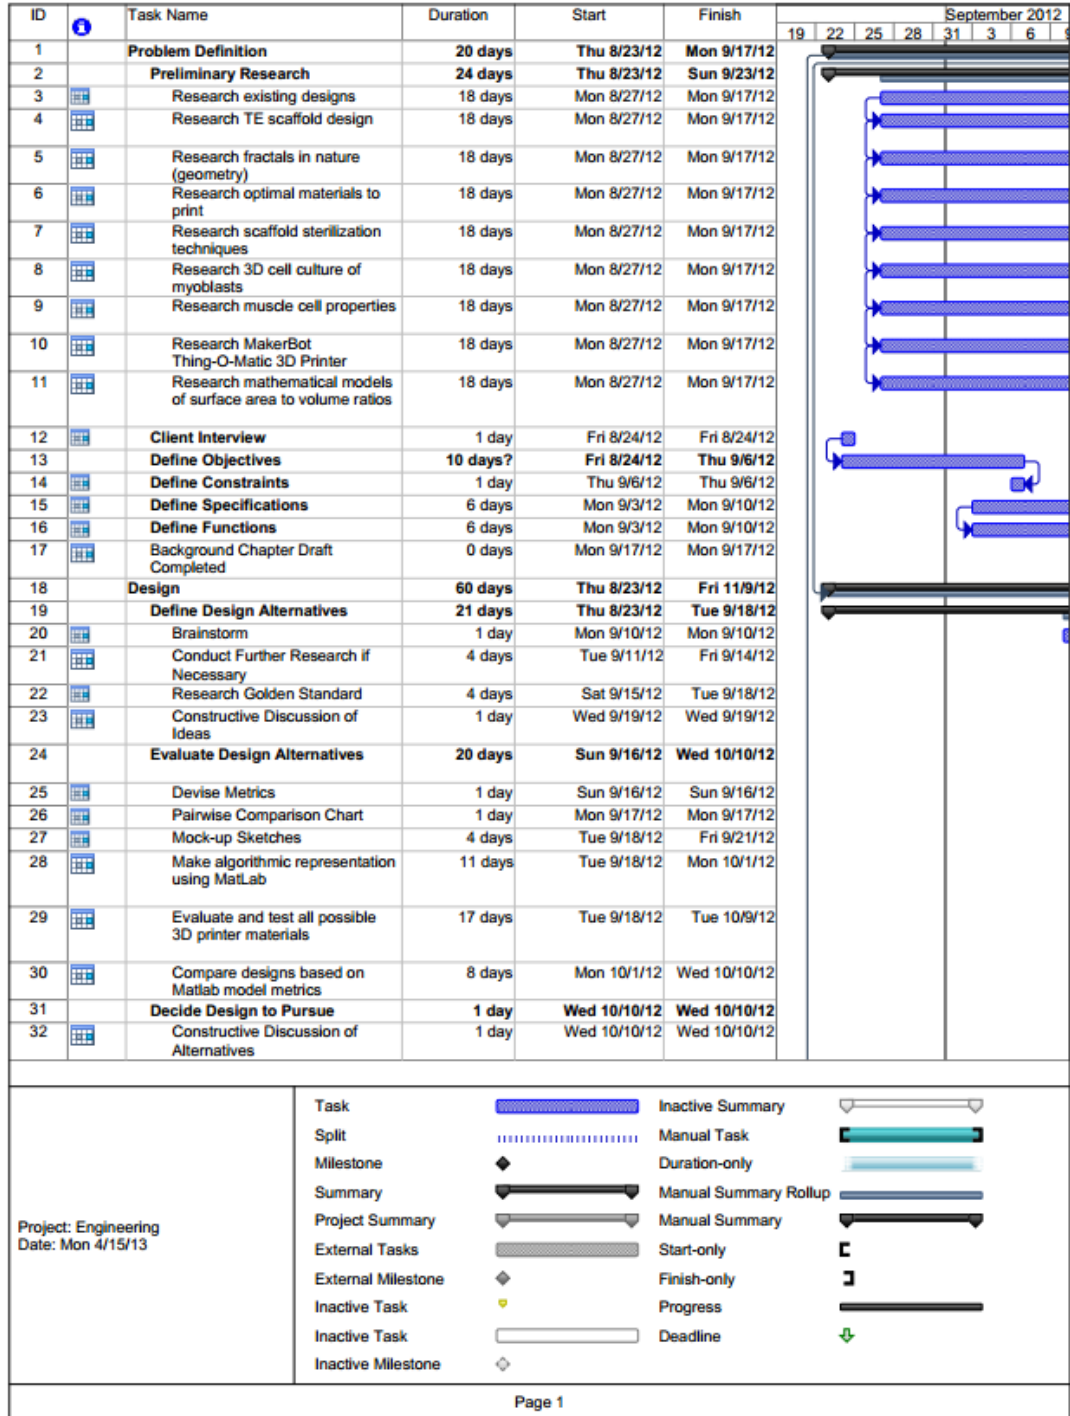 ID Task Name Duration Start Finish September 2012
19 22 25 28 31 3 6 9
1 Problem Definition 20 days Thu 8/23/12 Mon 9/17/12
2 Preliminary Research 24 days Thu 8/23/12 Sun 9/23/12
3 Research existing designs 18 days Mon 8/27/12 Mon 9/17/12
4 Research TE scaffold design 18 days Mon 8/27/12 Mon 9/17/12
5 Research fractals in nature 18 days Mon 8/27/12 Mon 9/17/12
(geometry)
6 Research optimal materials to 18 days Mon 8/27/12 Mon 9/17/12
print
7 Research scaffold sterilization 18 days Mon 8/27/12 Mon 9/17/12
techniques
8 Research 3D cell culture of 18 days Mon 8/27/12 Mon 9/17/12
myoblasts
9 Research muscle cell properties 18 days Mon 8/27/12 Mon 9/17/12
10 Research MakerBot 18 days Mon 8/27/12 Mon 9/17/12
Thing-O-Matic 3D Printer
11 Research mathematical models 18 days Mon 8/27/12 Mon 9/17/12
of surface area to volume ratios
12 Client Interview 1 day Fri 8/24/12 Fri 8/24/12
13 Define Objectives 10 days? Fri 8/24/12 Thu 9/6/12
14 Define Constraints 1 day Thu 9/6/12 Thu 9/6/12
15 Define Specifications 6 days Mon 9/3/12 Mon 9/10/12
16 Define Functions 6 days Mon 9/3/12 Mon 9/10/12
17 Background Chapter Draft 0 days Mon 9/17/12 Mon 9/17/12
Completed
18 Design 60 days Thu 8/23/12 Fri 11/9/12
19 Define Design Alternatives 21 days Thu 8/23/12 Tue 9/18/12
20 Brainstorm 1 day Mon 9/10/12 Mon 9/10/12
21 Conduct Further Research if 4 days Tue 9/11/12 Fri 9/14/12
Necessary
22 Research Golden Standard 4 days Sat 9/15/12 Tue 9/18/12
23 Constructive Discussion of 1 day Wed 9/19/12 Wed 9/19/12
Ideas
24 Evaluate Design Alternatives 20 days Sun 9/16/12 Wed 10/10/12
25 Devise Metrics 1 day Sun 9/16/12 Sun 9/16/12
26 Pairwise Comparison Chart 1 day Mon 9/17/12 Mon 9/17/12
27 Mock-up Sketches 4 days Tue 9/18/12 Fri 9/21/12
28 Make algorithmic representation 11 days Tue 9/18/12 Mon 10/1/12
using MatLab
29 Evaluate and test all possible 17 days Tue 9/18/12 Tue 10/9/12
3D printer materials
30 Compare designs based on 8 days Mon 10/1/12 Wed 10/10/12
Matlab model metrics
31 Decide Design to Pursue 1 day Wed 10/10/12 Wed 10/10/12
32 Constructive Discussion of 1 day Wed 10/10/12 Wed 10/10/12
Alternatives
Project: Engineering
Date: Mon 4/15/13
Task
Split
Milestone
Summary
Project Summary
External Tasks
External Milestone
Inactive Task
Inactive Task
Inactive Milestone
Inactive Summary
Manual Task
Duration-only
Manual Summary Rollup
Manual Summary
Start-only
Finish-only
Progress
Deadline
Page 1